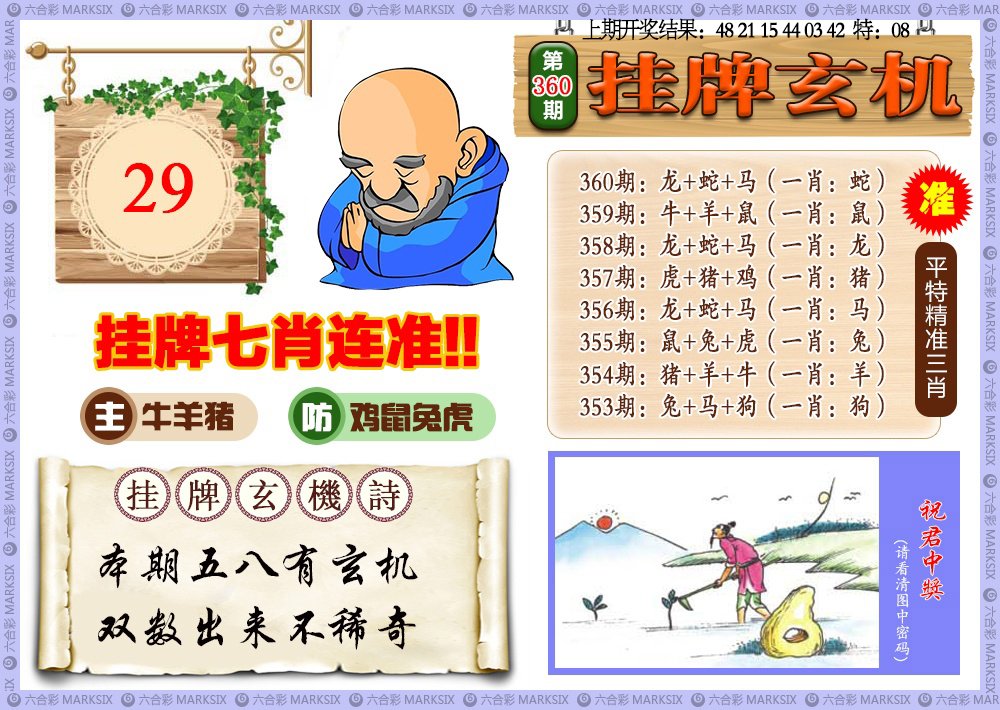 上期开奖结果：48 21 15 44 03 42 特：08
第
360
期
挂牌玄机
29
360期：龙+蛇+马（一肖：蛇）
359期：牛+羊+鼠（一肖：鼠）
358期：龙+蛇+马（一肖：龙）
357期：虎+猪+鸡（一肖：猪）
356期：龙+蛇+马（一肖：马）
355期：鼠+兔+虎（一肖：兔）
354期：猪+羊+牛（一肖：羊）
353期：兔+马+狗（一肖：狗）
准
平特精准三肖
挂牌七肖连准!!
主 牛羊猪
防 鸡鼠兔虎
挂牌玄機詩
本期五八有玄机
双数出来不稀奇
祝君中獎
（请看清图中密码）
六合彩 MARKSIX